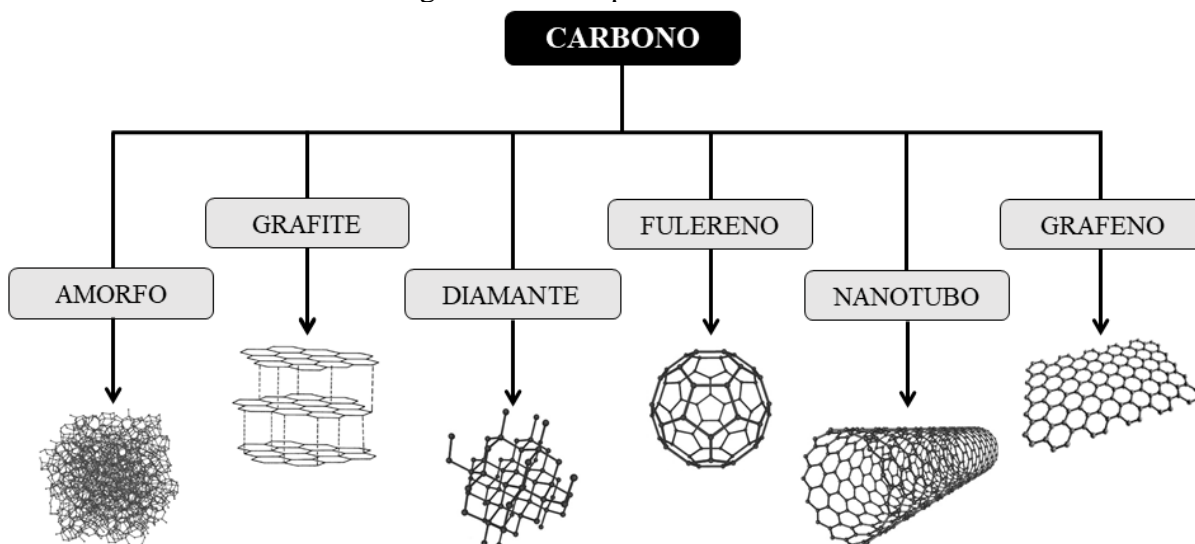 CARBONO
GRAFITE
FULERENO
GRAFENO
AMORFO
DIAMANTE
NANOTUBO